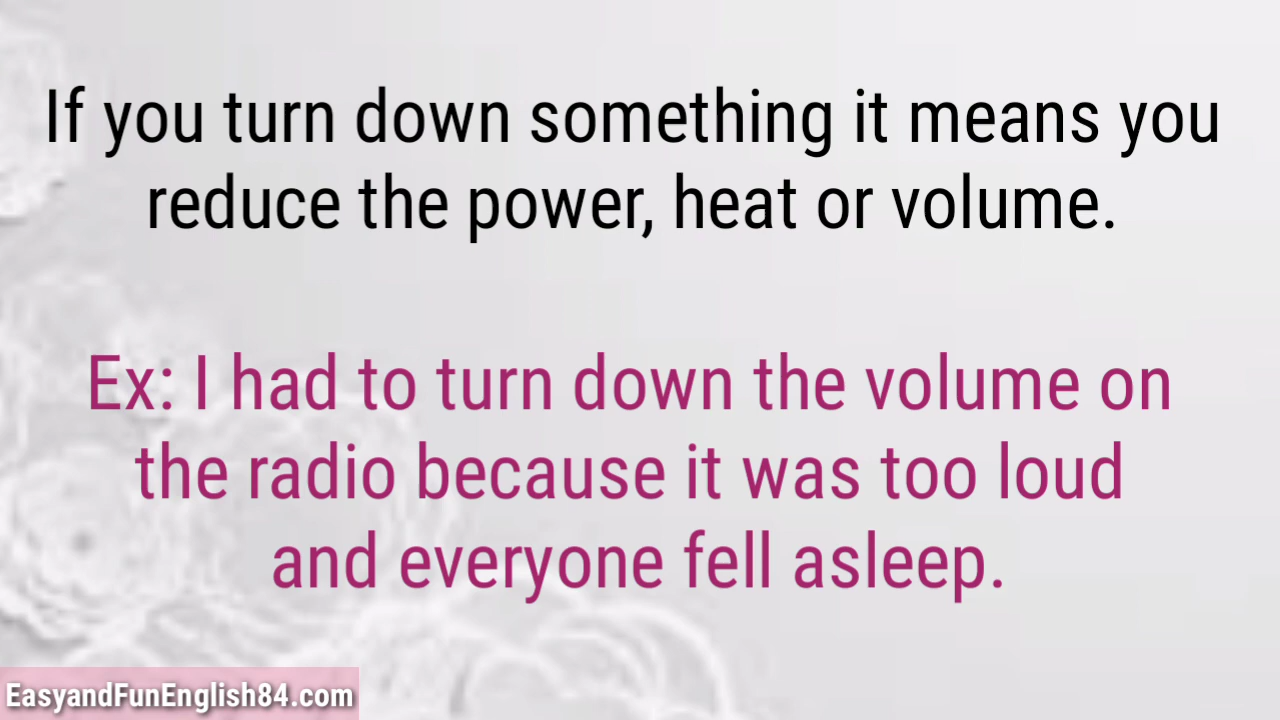 If you turn down something it means you
reduce the power, heat or volume.
Ex: I had to turn down the volume on
the radio because it was too loud
and everyone fell asleep.
EasyandFunEnglish84.com